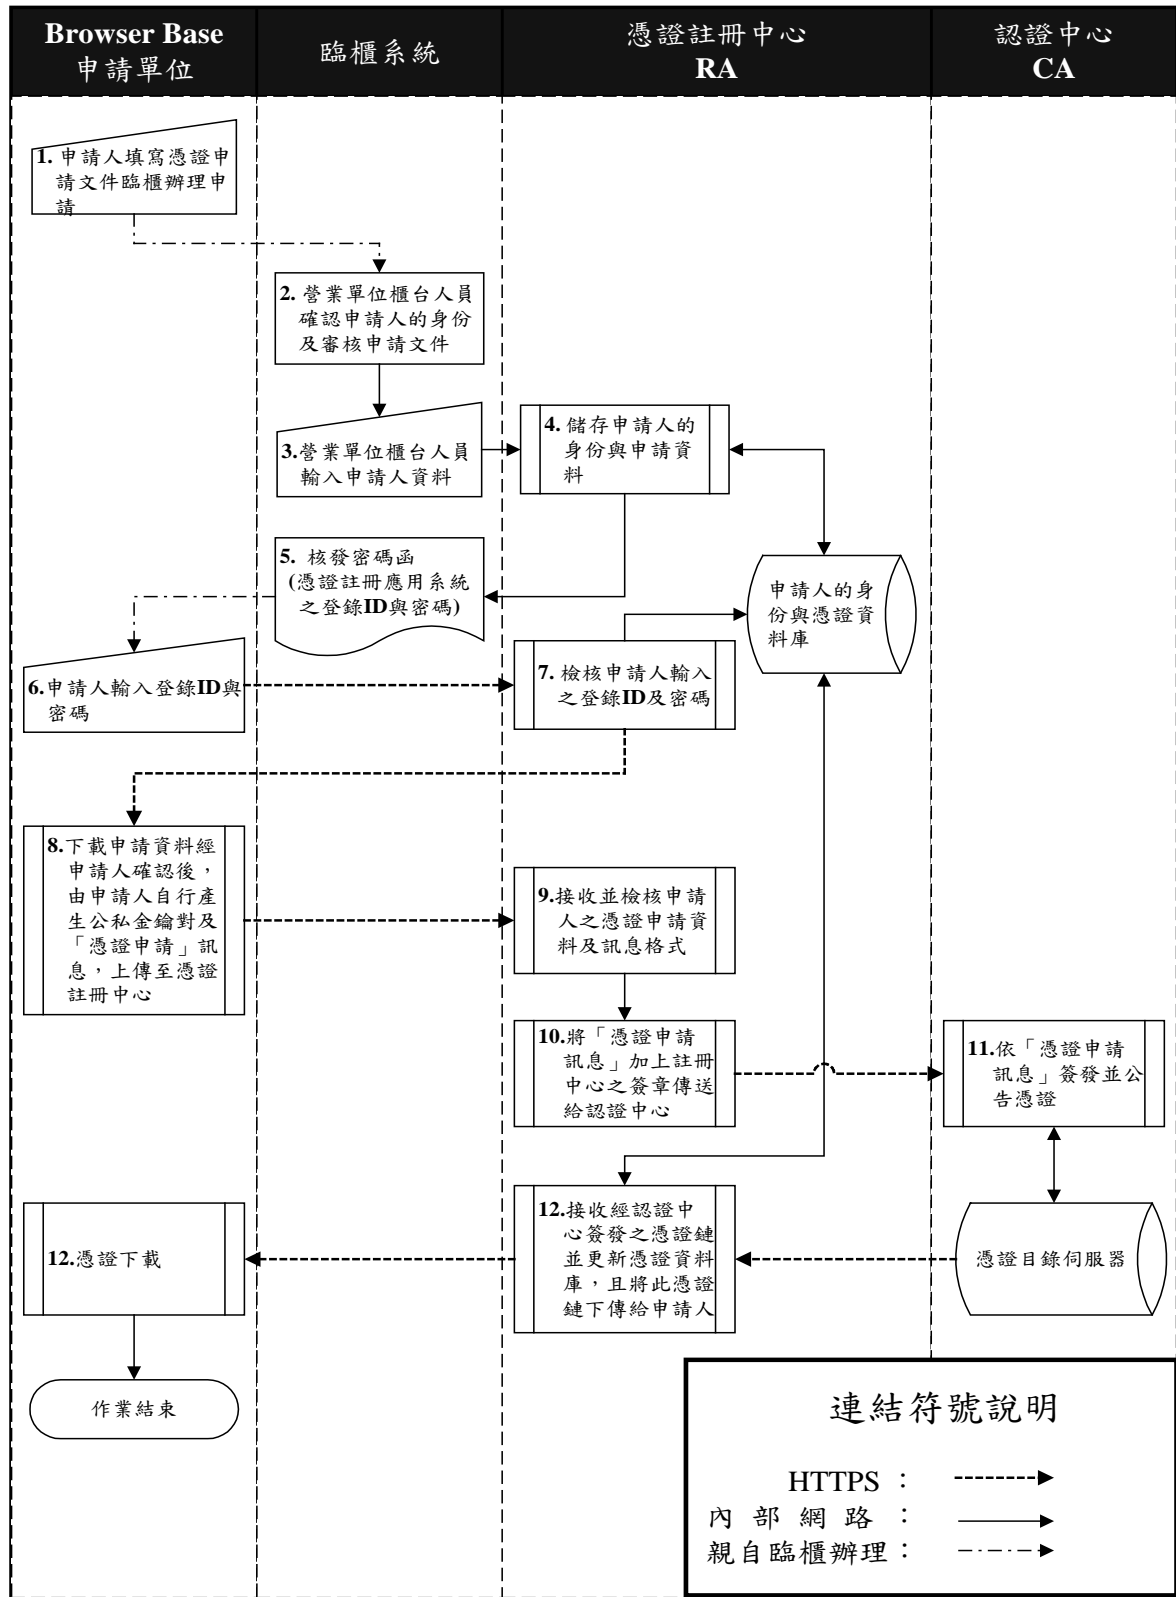 Browser Base
申請單位
臨櫃系統
憑證註冊中心
RA
認證中心
CA
1. 申請人填寫憑證申
請文件臨櫃辦理申
請
2. 營業單位櫃台人員
確認申請人的身份
及審核申請文件
3.營業單位櫃台人員
輸入申請人資料
4. 儲存申請人的
身份與申請資
料
5. 核發密碼函
(憑證註冊應用系統
之登錄ID與密碼)
申請人的身
份與憑證資
料庫
6.申請人輸入登錄ID與
密碼
7. 檢核申請人輸入
之登錄ID及密碼
8.下載申請資料經
申請人確認後，
由申請人自行產
生公私金鑰對及
「憑證申請」訊
息，上傳至憑證
註冊中心
9.接收並檢核申請
人之憑證申請資
料及訊息格式
10.將「憑證申請
訊息」加上註冊
中心之簽章傳送
給認證中心
11.依「憑證申請
訊息」簽發並公
告憑證
12.憑證下載
12.接收經認證中
心簽發之憑證鏈
並更新憑證資料
庫，且將此憑證
鏈下傳給申請人
憑證目錄伺服器
作業結束
連結符號說明
HTTPS ：
內部網路：
親自臨櫃辦理：